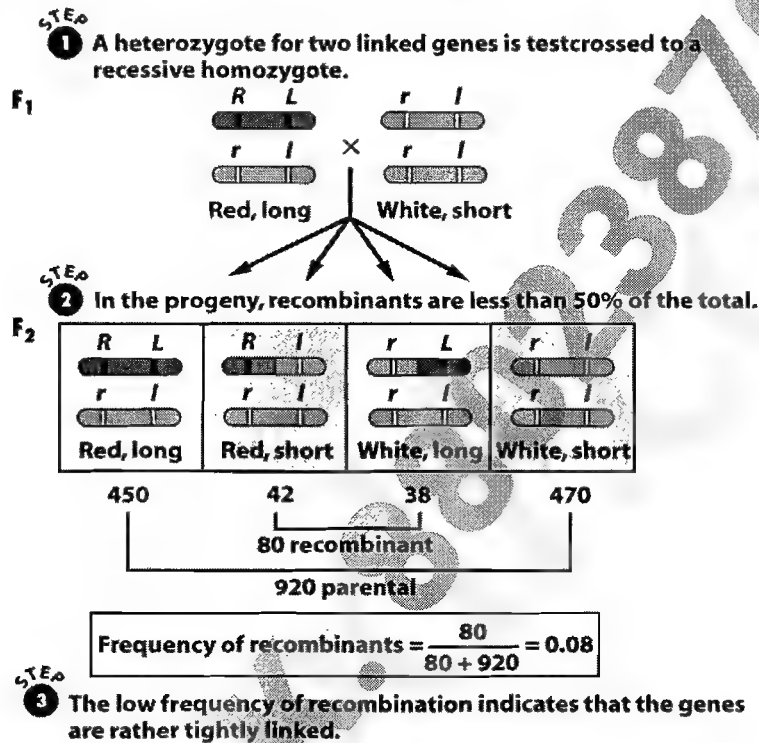 STEP
1 A heterozygote for two linked genes is testcrossed to a
recessive homozygote.
F1
R L r l
r l × r l
Red, long White, short
STEP
2 In the progeny, recombinants are less than 50% of the total.
F2
R L R l r L r l
r l r l r l r l
Red, long Red, short White, long White, short
450 42 38 470
80 recombinant
920 parental
Frequency of recombinants = 80 / 80 + 920 = 0.08
STEP
3 The low frequency of recombination indicates that the genes
are rather tightly linked.